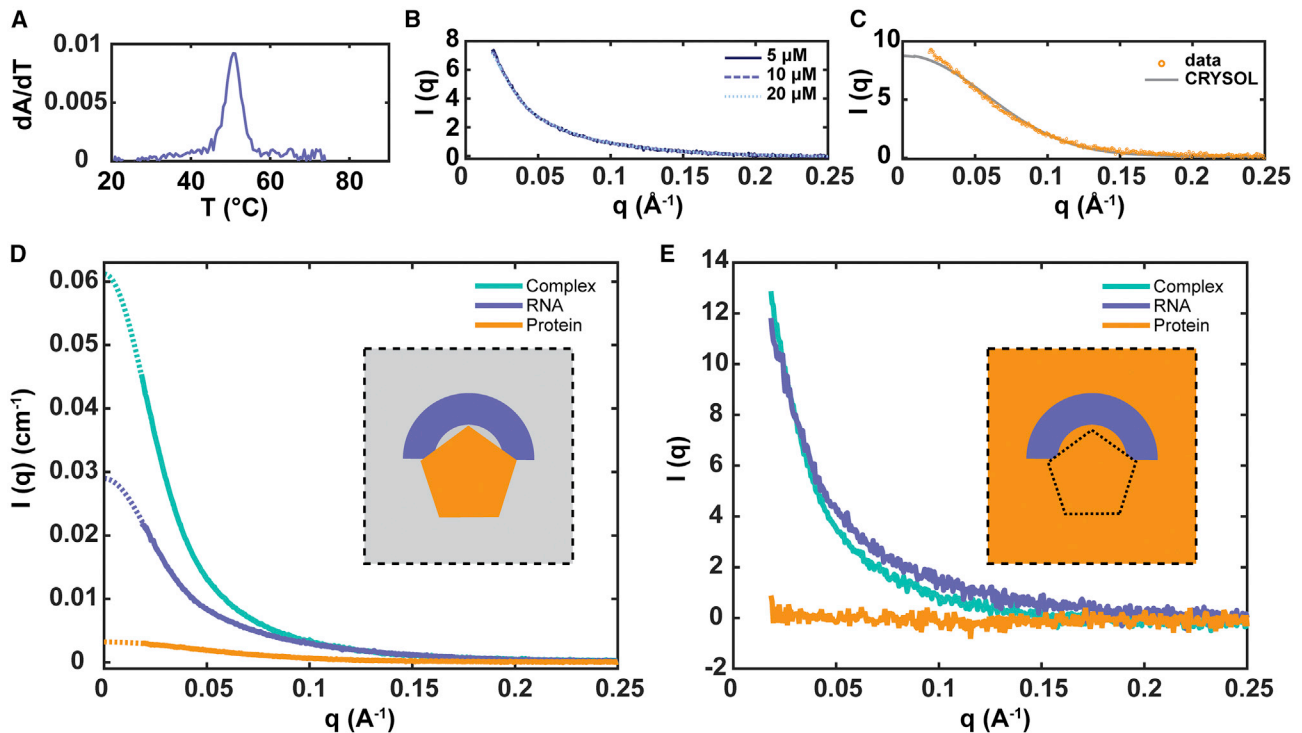 A
0.01
0.005
0
dA/dT
20 40 60 80
T (°C)
B
8
6
4
2
0
I (q)
5 µM
10 µM
20 µM
0 0.05 0.1 0.15 0.2 0.25
q (Å⁻¹)
C
10
5
0
I (q)
data
CRYSOL
0 0.05 0.1 0.15 0.2 0.25
q (Å⁻¹)
D
0.06
0.05
0.04
0.03
0.02
0.01
0
I (q) (cm⁻¹)
Complex
RNA
Protein
0 0.05 0.1 0.15 0.2 0.25
q (A⁻¹)
E
14
12
10
8
6
4
2
0
-2
I (q)
Complex
RNA
Protein
0 0.05 0.1 0.15 0.2 0.25
q (A⁻¹)